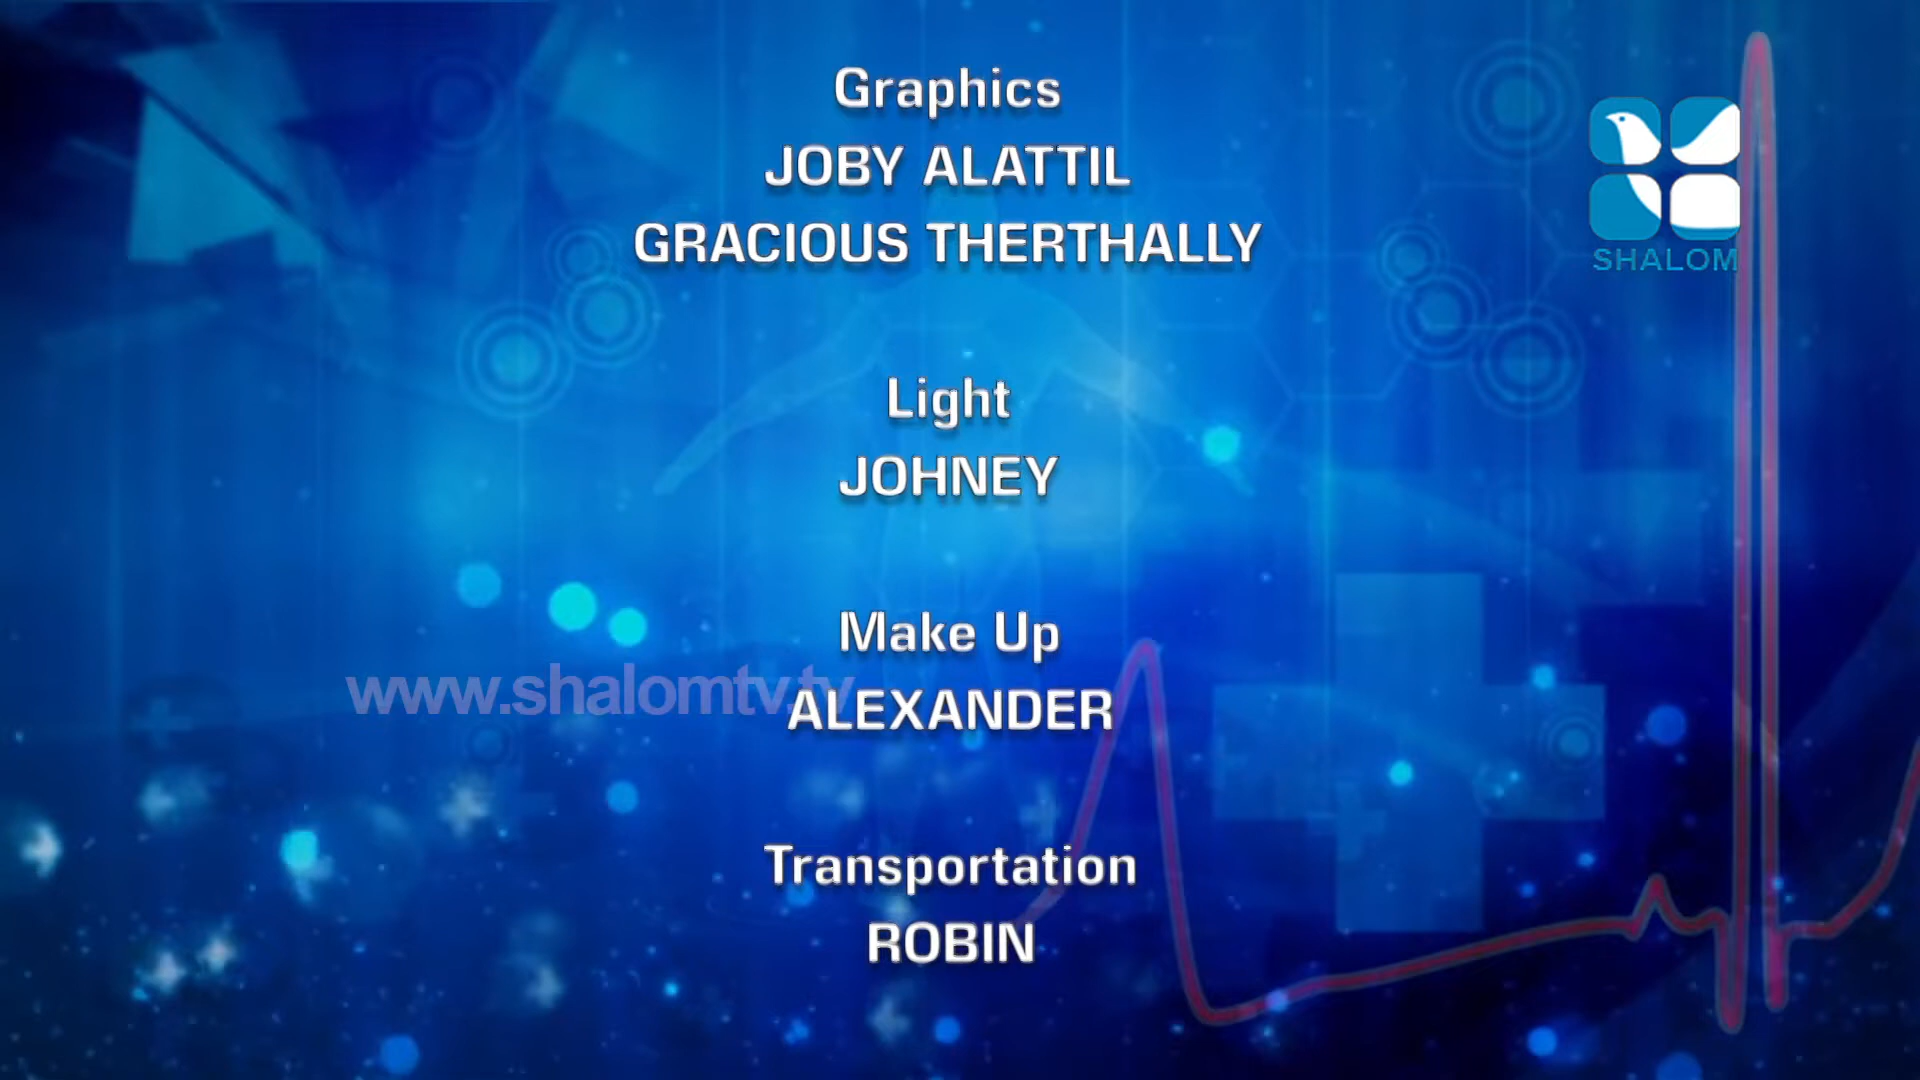 Graphics
JOBY ALATTIL
GRACIOUS THERTHALLY
SHALOM
Light
JOHNEY
Make Up
www.shalomtv.tv
ALEXANDER
Transportation
ROBIN